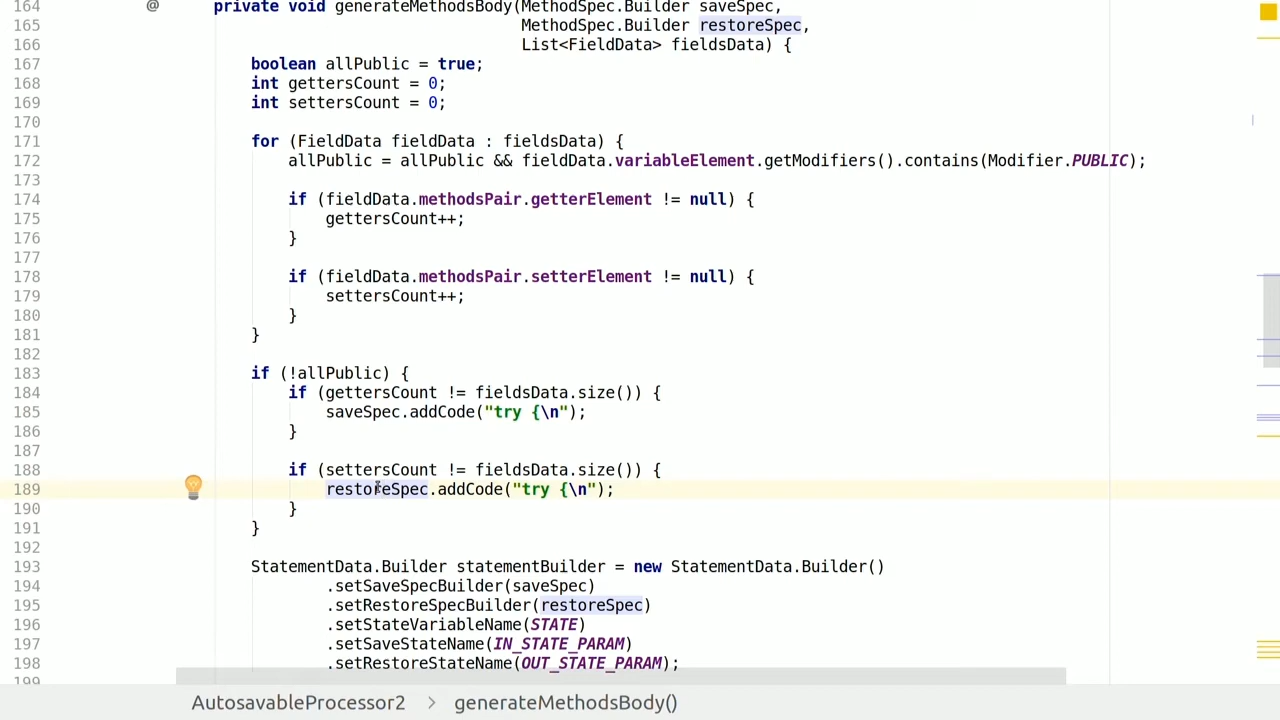 164 @ private void generateMethodsBody(MethodSpec.Builder saveSpec,
165 MethodSpec.Builder restoreSpec,
166 List<FieldData> fieldsData) {
167 boolean allPublic = true;
168 int gettersCount = 0;
169 int settersCount = 0;
170
171 for (FieldData fieldData : fieldsData) {
172 allPublic = allPublic && fieldData.variableElement.getModifiers().contains(Modifier.PUBLIC);
173
174 if (fieldData.methodsPair.getterElement != null) {
175 gettersCount++;
176 }
177
178 if (fieldData.methodsPair.setterElement != null) {
179 settersCount++;
180 }
181 }
182
183 if (!allPublic) {
184 if (gettersCount != fieldsData.size()) {
185 saveSpec.addCode("try {\n");
186 }
187
188 if (settersCount != fieldsData.size()) {
189 restoreSpec.addCode("try {\n");
190 }
191 }
192
193 StatementData.Builder statementBuilder = new StatementData.Builder()
194 .setSaveSpecBuilder(saveSpec)
195 .setRestoreSpecBuilder(restoreSpec)
196 .setStateVariableName(STATE)
197 .setSaveStateName(IN_STATE_PARAM)
198 .setRestoreStateName(OUT_STATE_PARAM);
199
AutosavableProcessor2 > generateMethodsBody()